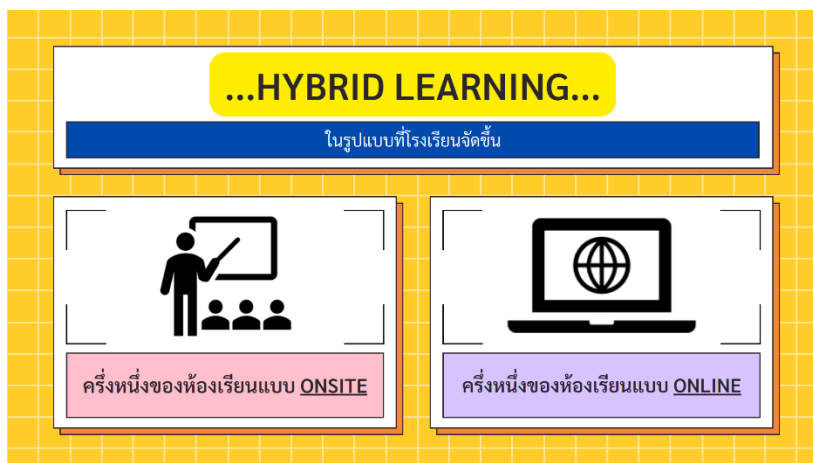 ...HYBRID LEARNING...
ในรูปแบบที่โรงเรียนจัดขึ้น
ครึ่งหนึ่งของห้องเรียนแบบ ONSITE
ครึ่งหนึ่งของห้องเรียนแบบ ONLINE